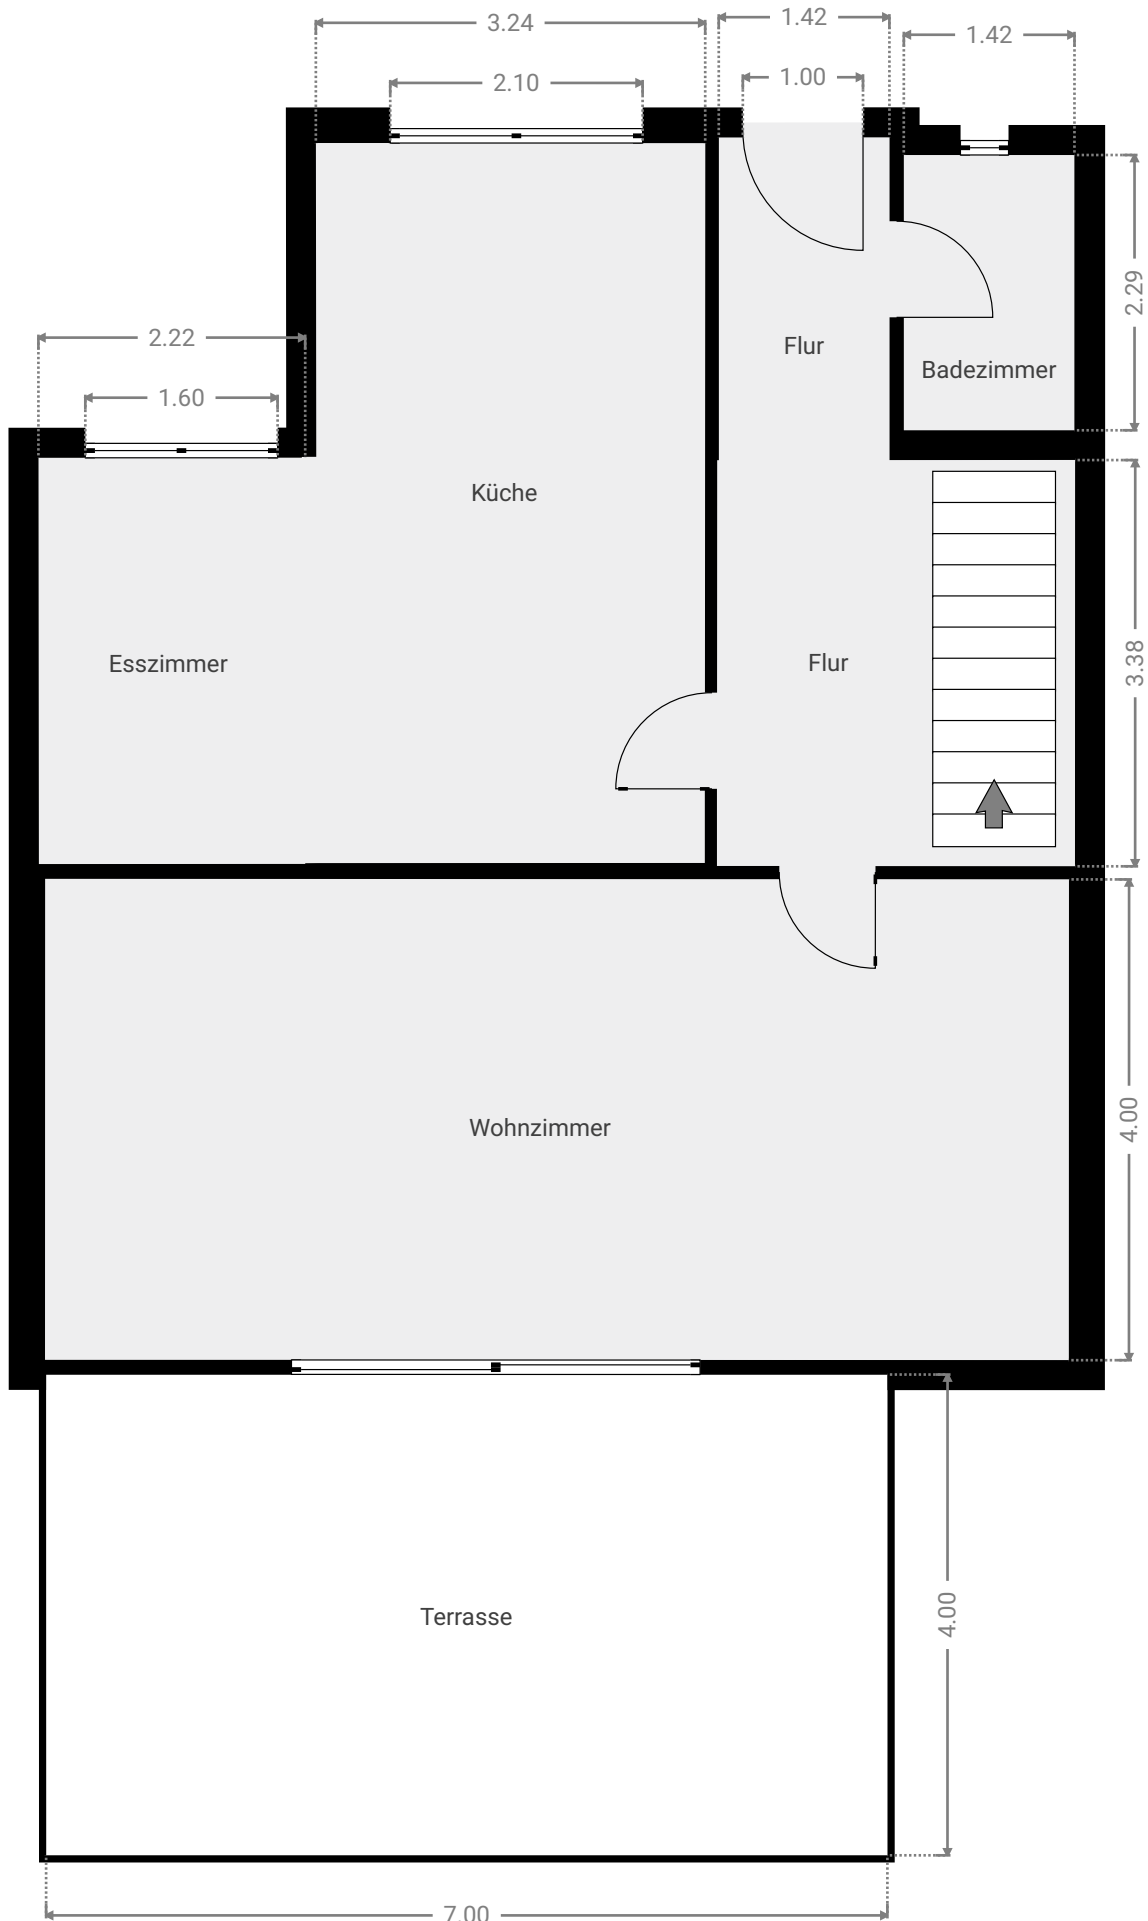 1.42
3.24
1.42
1.00
2.10
2.29
2.22
Flur
Badezimmer
1.60
Küche
Esszimmer
Flur
3.38
4.00
Wohnzimmer
4.00
Terrasse
7.00